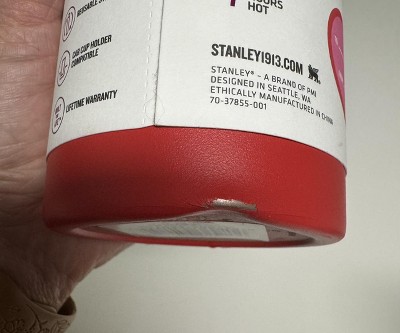 REUSABLE
CAR CUP HOLDER
COMPATIBLE
LIFETIME WARRANTY
HOURS
HOT
STANLEY1913.COM
STANLEY® – A BRAND OF PMI
DESIGNED IN SEATTLE, WA
ETHICALLY MANUFACTURED IN CHINA
70-37855-001